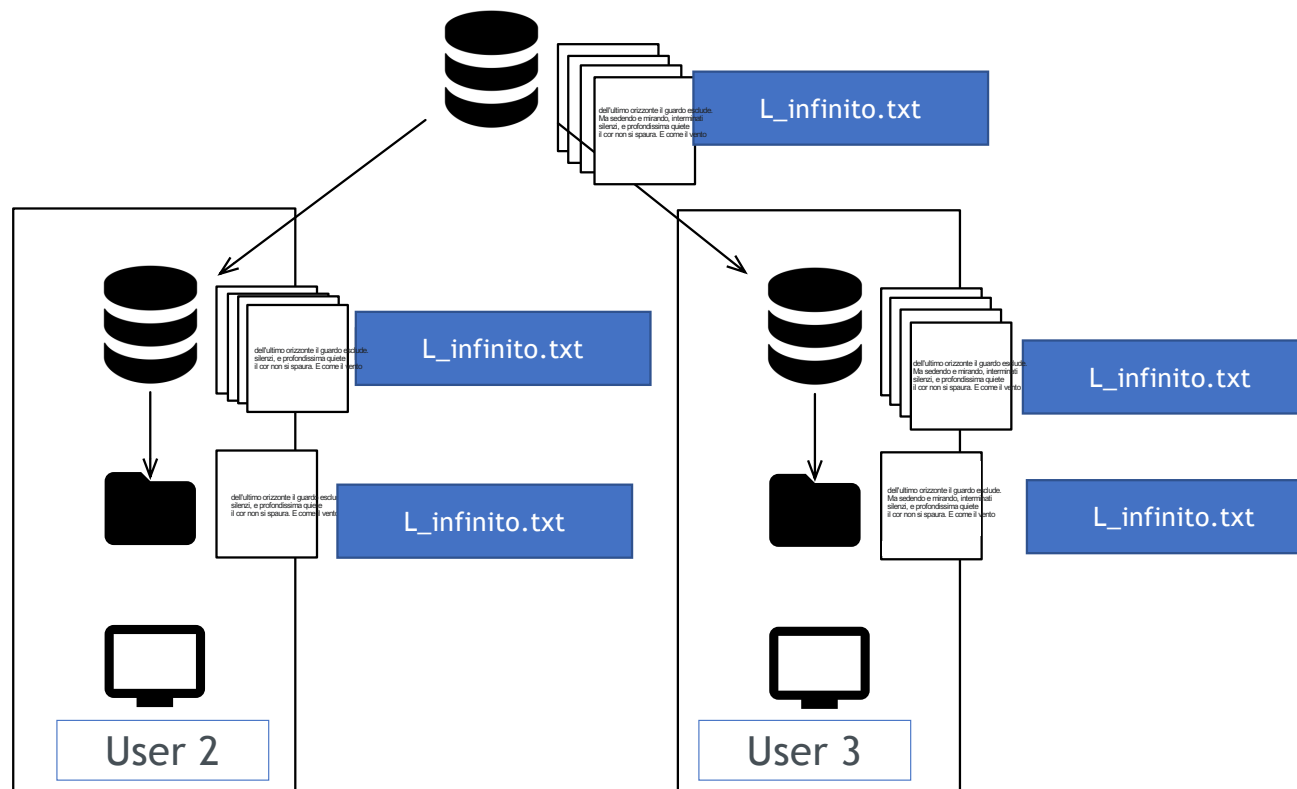 dell'ultimo orizzonte il guardo esclude.
Ma sedendo e mirando, interminati
silenzi, e profondissima quiete
il cor non si spaura. E come il vento
L_infinito.txt
dell'ultimo orizzonte il guardo esclude.
silenzi, e profondissima quiete
il cor non si spaura. E come il vento
L_infinito.txt
dell'ultimo orizzonte il guardo esclude.
Ma sedendo e mirando, interminati
silenzi, e profondissima quiete
il cor non si spaura. E come il vento
L_infinito.txt
dell'ultimo orizzonte il guardo esclu
silenzi, e profondissima quiete
il cor non si spaura. E come il vento
L_infinito.txt
dell'ultimo orizzonte il guardo esclude.
Ma sedendo e mirando, interminati
silenzi, e profondissima quiete
il cor non si spaura. E come il vento
L_infinito.txt
User 2
User 3